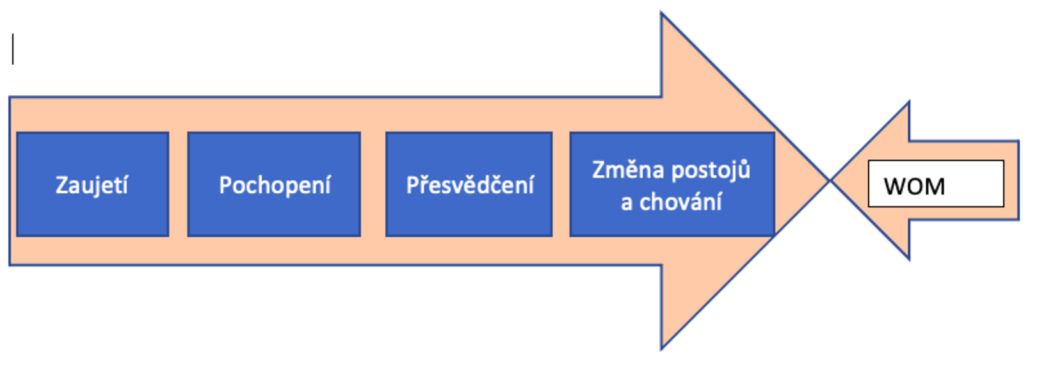 Zaujetí
Pochopení
Přesvědčení
Změna postojů
a chování
WOM